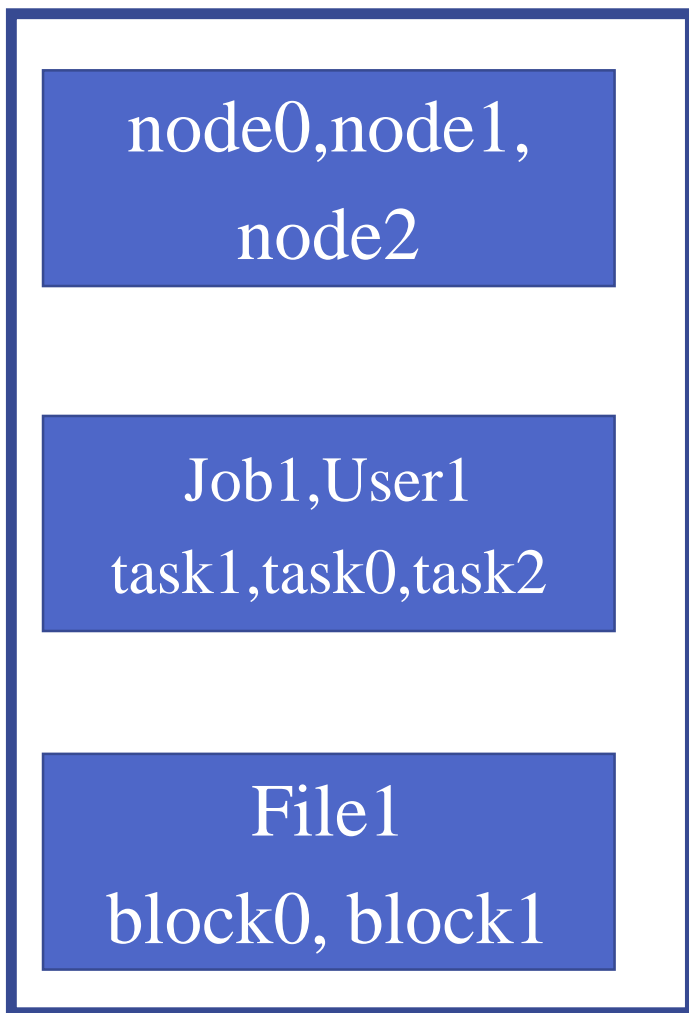 node0,node1,
node2
Job1,User1
task1,task0,task2
File1
block0, block1